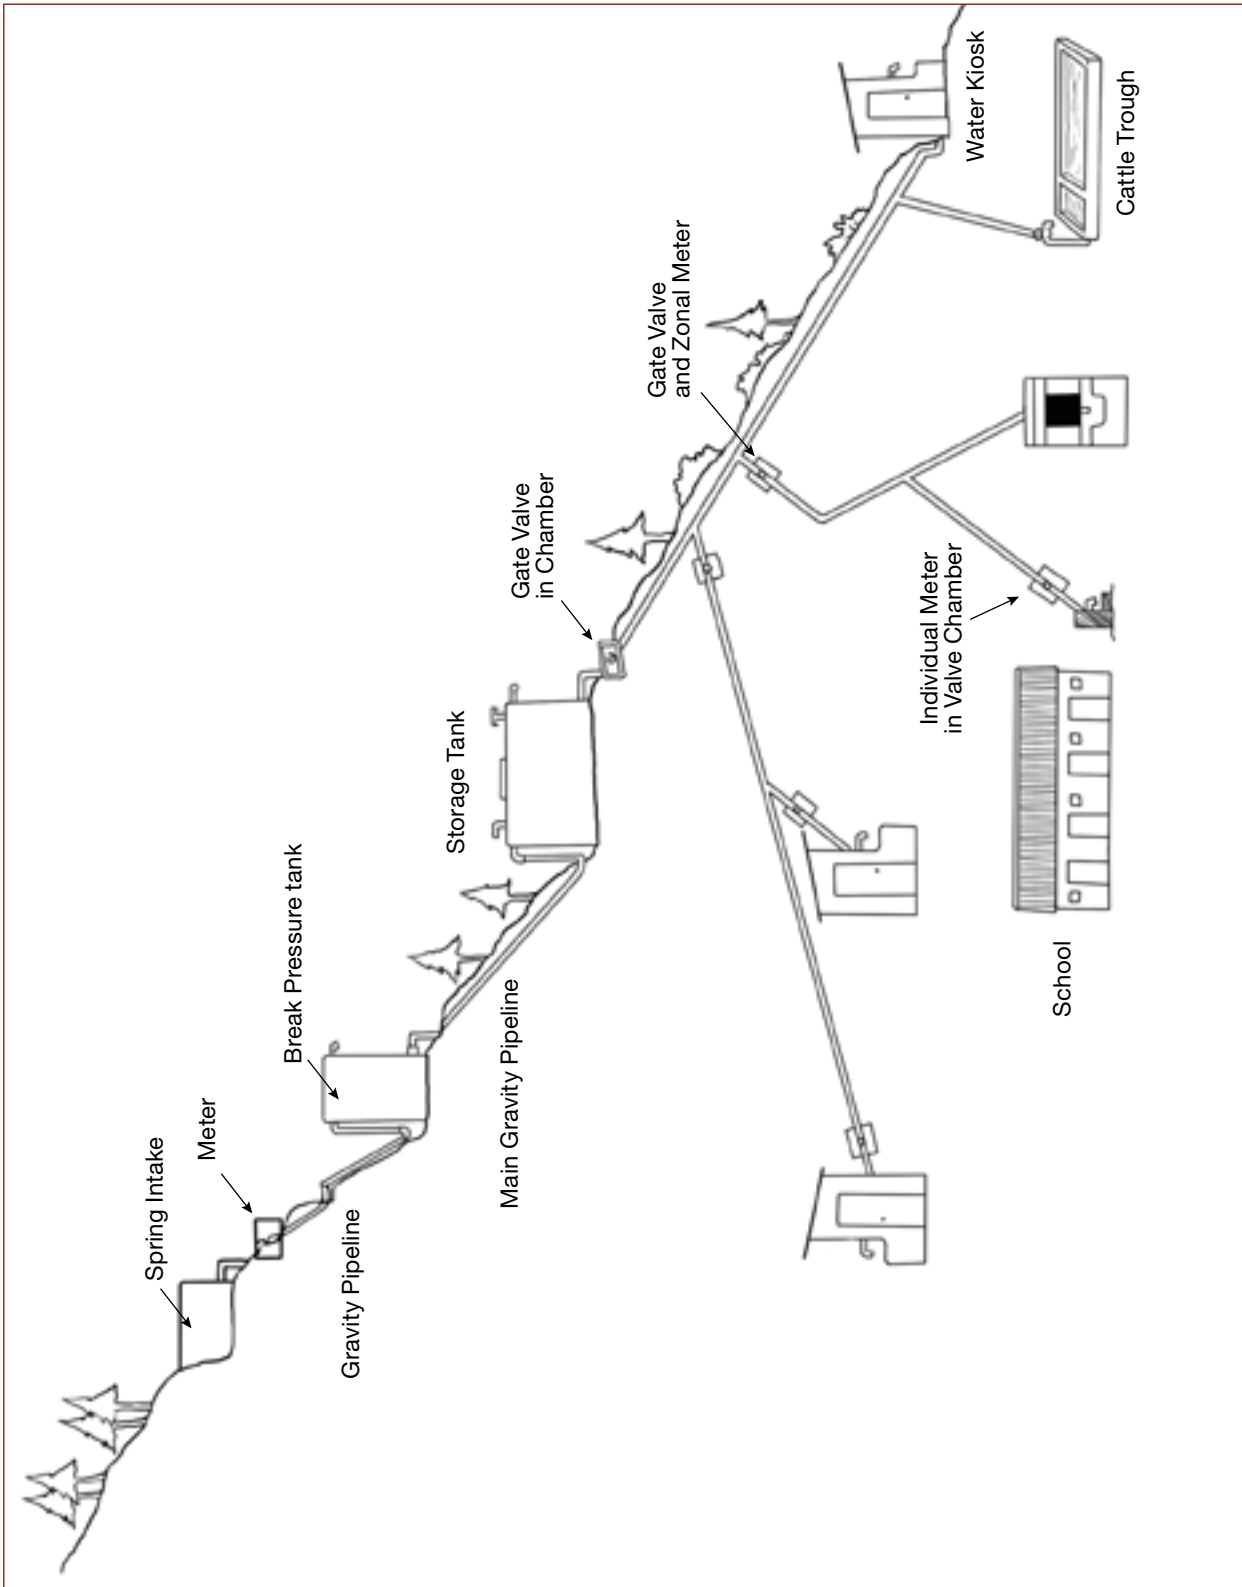 Spring Intake
Meter
Gravity Pipeline
Break Pressure tank
Main Gravity Pipeline
Storage Tank
Gate Valve
in Chamber
Gate Valve
and Zonal Meter
Water Kiosk
Cattle Trough
Individual Meter
in Valve Chamber
School